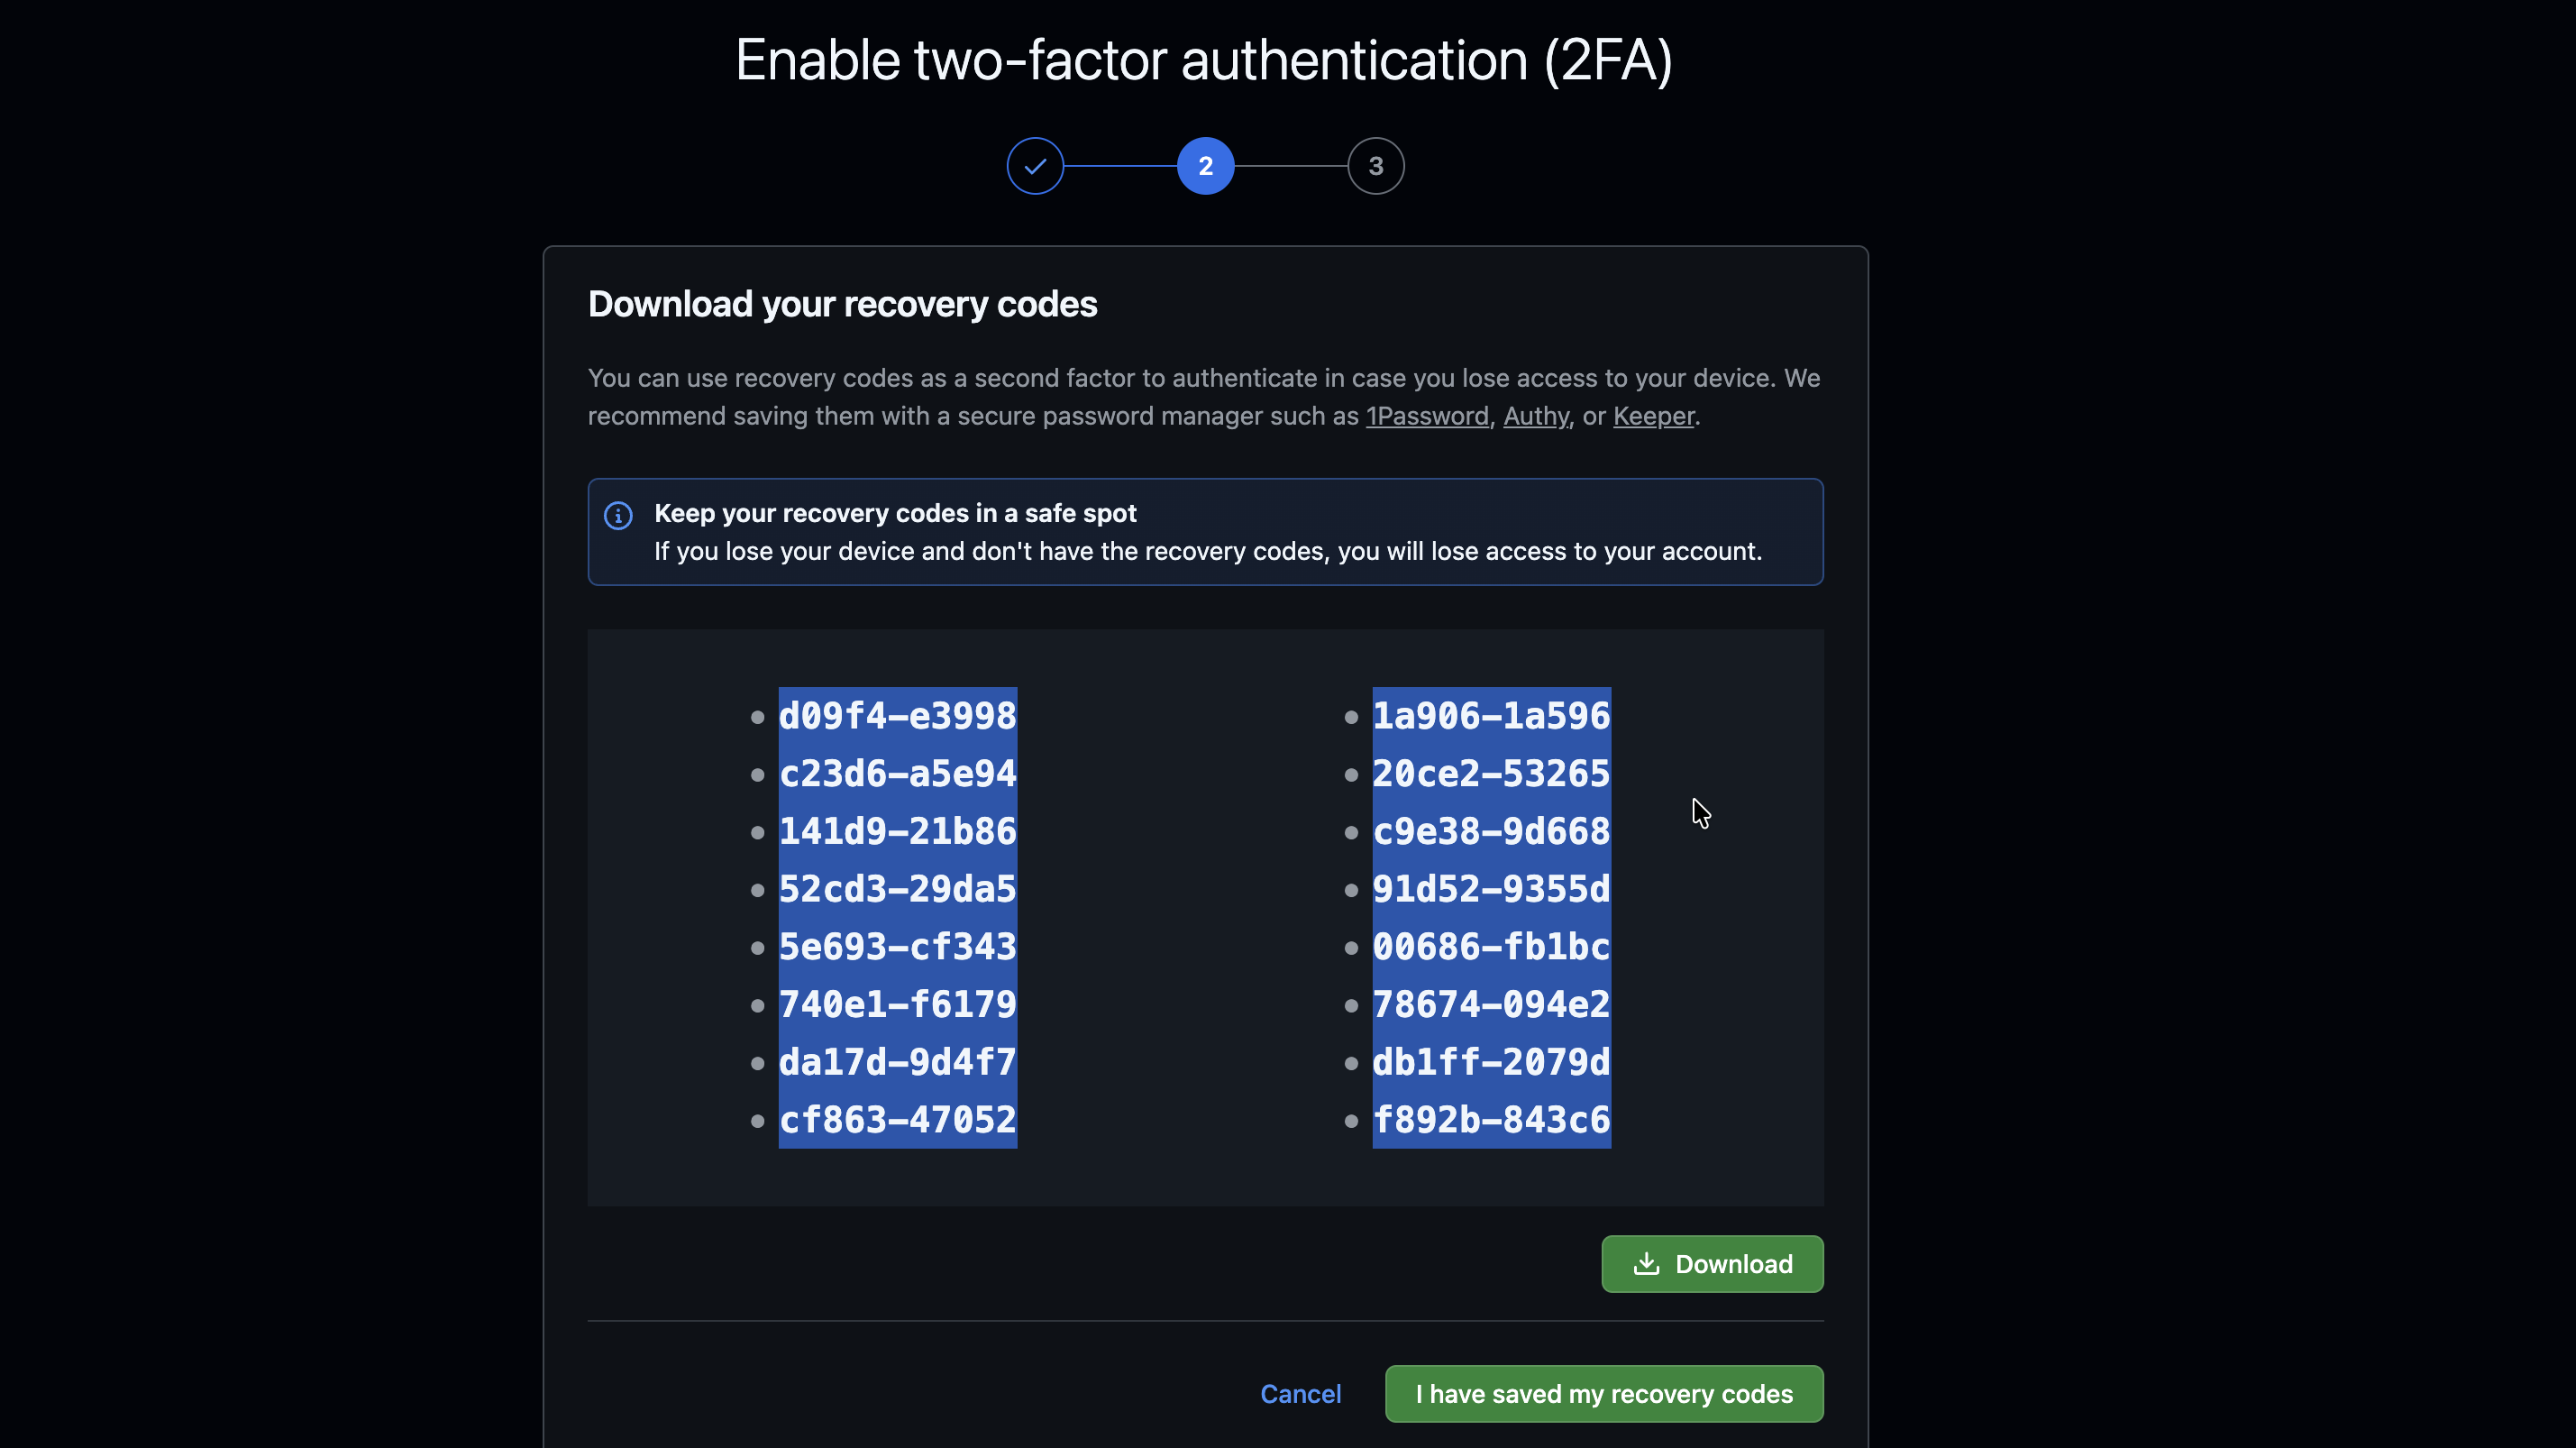 Enable two-factor authentication (2FA)
2
3
Download your recovery codes
You can use recovery codes as a second factor to authenticate in case you lose access to your device. We
recommend saving them with a secure password manager such as 1Password, Authy, or Keeper.
Keep your recovery codes in a safe spot
If you lose your device and don't have the recovery codes, you will lose access to your account.
d09f4-e3998
c23d6-a5e94
141d9-21b86
52cd3-29da5
5e693-cf343
740e1-f6179
da17d-9d4f7
cf863-47052
1a906-1a596
20ce2-53265
c9e38-9d668
91d52-9355d
00686-fb1bc
78674-094e2
db1ff-2079d
f892b-843c6
Download
Cancel
I have saved my recovery codes